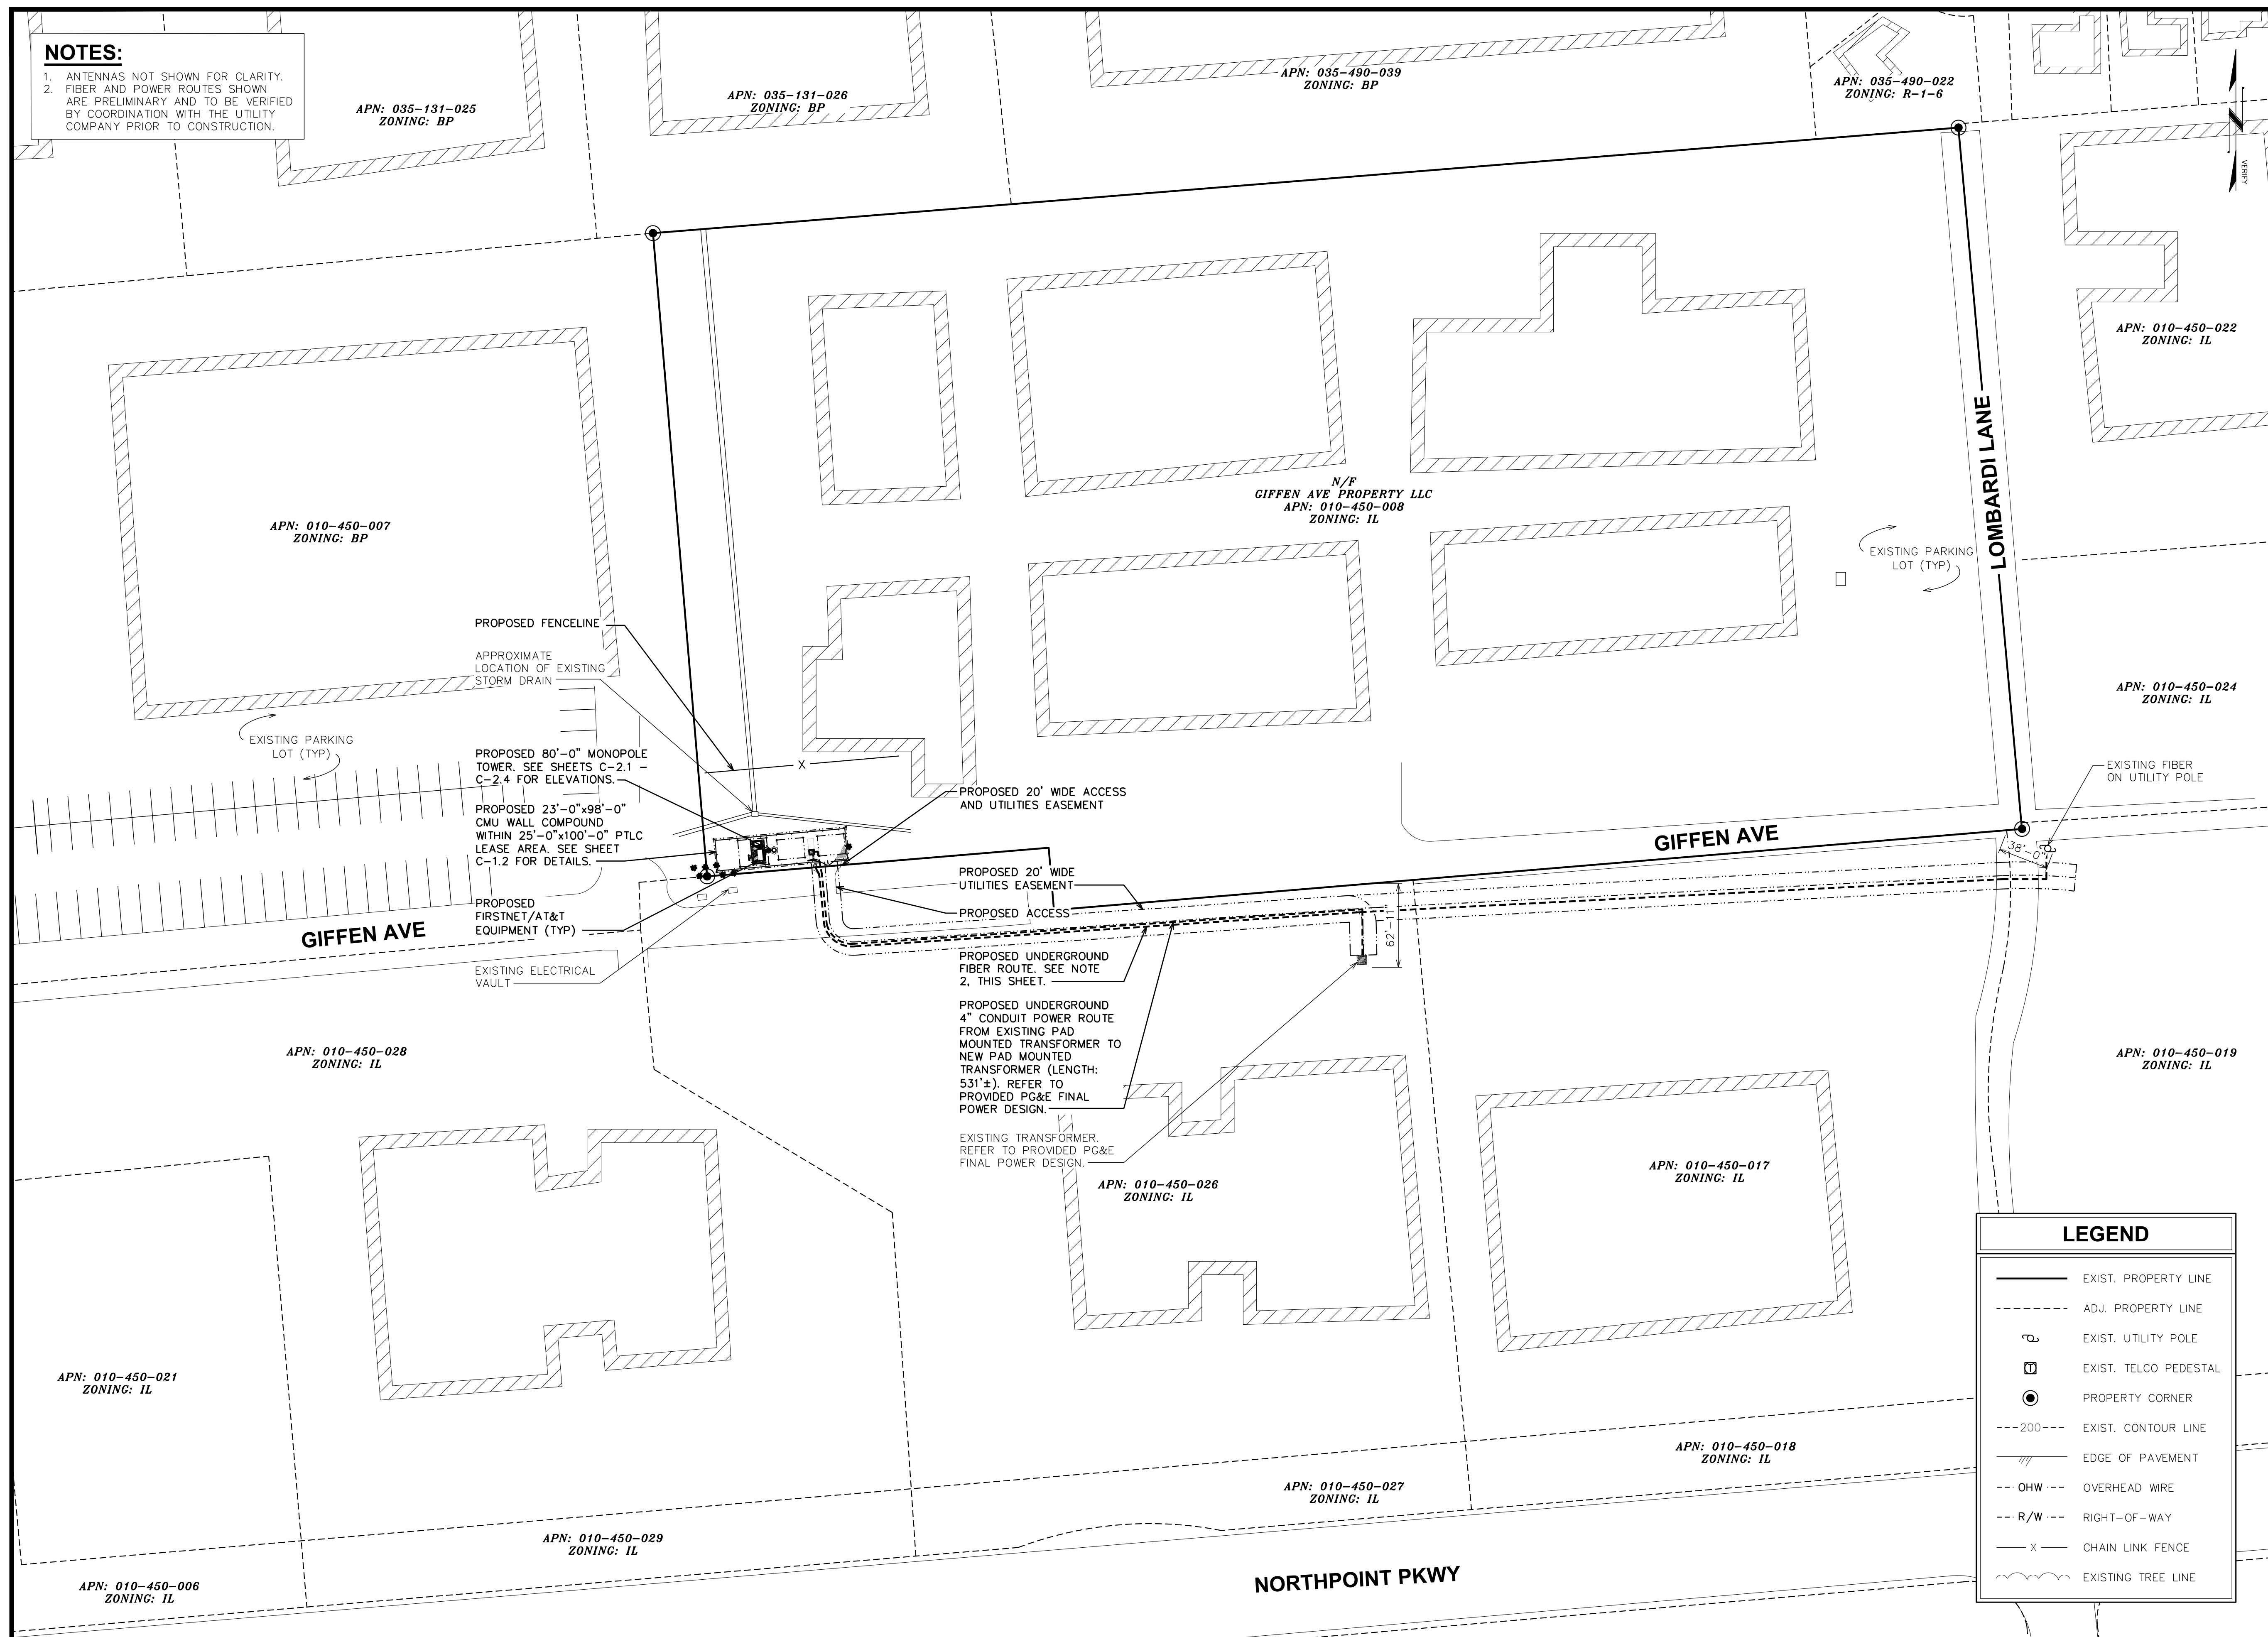 NOTES:
1. ANTENNAS NOT SHOWN FOR CLARITY.
2. FIBER AND POWER ROUTES SHOWN
ARE PRELIMINARY AND TO BE VERIFIED
BY COORDINATION WITH THE UTILITY
COMPANY PRIOR TO CONSTRUCTION.
APN: 035-131-025
ZONING: BP
APN: 035-131-026
ZONING: BP
APN: 035-490-039
ZONING: BP
APN: 035-490-022
ZONING: R-1-6
N
VERIFY
APN: 010-450-022
ZONING: IL
LOMBARDI LANE
N/F
GIFFEN AVE PROPERTY LLC
APN: 010-450-008
ZONING: IL
APN: 010-450-007
ZONING: BP
EXISTING PARKING
LOT (TYP)
PROPOSED FENCELINE
APPROXIMATE
LOCATION OF EXISTING
STORM DRAIN
APN: 010-450-024
ZONING: IL
EXISTING PARKING
LOT (TYP)
PROPOSED 80'-0" MONOPOLE
TOWER. SEE SHEETS C-2.1 -
C-2.4 FOR ELEVATIONS.
X
PROPOSED 23'-0"x98'-0"
CMU WALL COMPOUND
WITHIN 25'-0"x100'-0" PTLC
LEASE AREA. SEE SHEET
C-1.2 FOR DETAILS.
PROPOSED 20' WIDE ACCESS
AND UTILITIES EASEMENT
EXISTING FIBER
ON UTILITY POLE
GIFFEN AVE
38'-0"
PROPOSED 20' WIDE
UTILITIES EASEMENT
PROPOSED ACCESS
PROPOSED
FIRSTNET/AT&T
EQUIPMENT (TYP)
GIFFEN AVE
EXISTING ELECTRICAL
VAULT
PROPOSED UNDERGROUND
FIBER ROUTE. SEE NOTE
2, THIS SHEET.
PROPOSED UNDERGROUND
4" CONDUIT POWER ROUTE
FROM EXISTING PAD
MOUNTED TRANSFORMER TO
NEW PAD MOUNTED
TRANSFORMER (LENGTH:
531'±). REFER TO
PROVIDED PG&E FINAL
POWER DESIGN.
EXISTING TRANSFORMER.
REFER TO PROVIDED PG&E
FINAL POWER DESIGN.
APN: 010-450-028
ZONING: IL
APN: 010-450-019
ZONING: IL
APN: 010-450-026
ZONING: IL
APN: 010-450-017
ZONING: IL
APN: 010-450-021
ZONING: IL
APN: 010-450-018
ZONING: IL
APN: 010-450-027
ZONING: IL
APN: 010-450-029
ZONING: IL
APN: 010-450-006
ZONING: IL
NORTHPOINT PKWY
LEGEND
EXIST. PROPERTY LINE
ADJ. PROPERTY LINE
EXIST. UTILITY POLE
T EXIST. TELCO PEDESTAL
PROPERTY CORNER
200 EXIST. CONTOUR LINE
EDGE OF PAVEMENT
OHW OVERHEAD WIRE
R/W RIGHT-OF-WAY
X CHAIN LINK FENCE
EXISTING TREE LINE